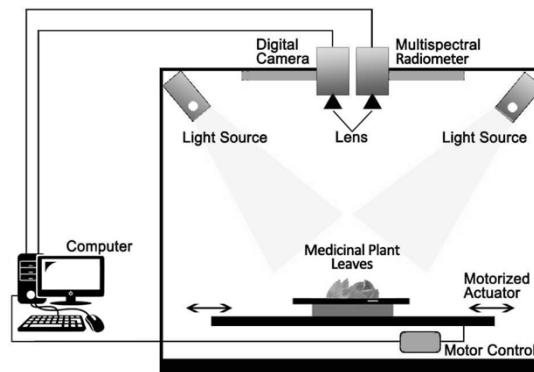 Digital
Camera
Multispectral
Radiometer
Light Source
Lens
Light Source
Computer
Medicinal Plant
Leaves
Motorized
Actuator
Motor Control